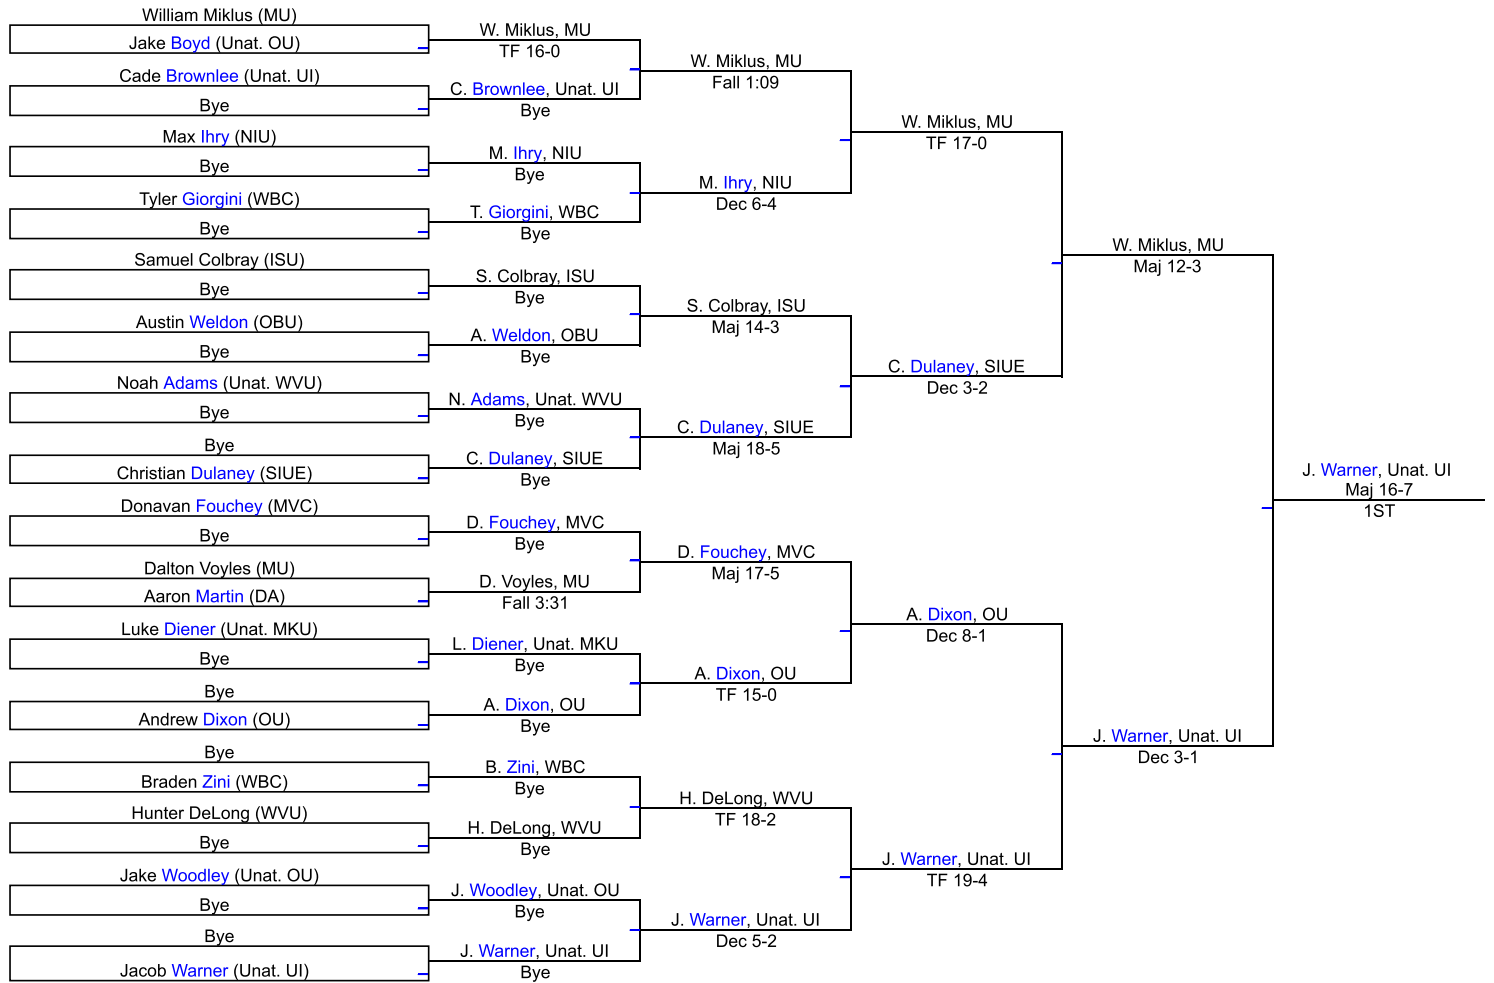 William Miklus (MU)
Jake Boyd (Unat. OU)
Cade Brownlee (Unat. UI)
Bye
Max Ihry (NIU)
Bye
Tyler Giorgini (WBC)
Bye
Samuel Colbray (ISU)
Bye
Austin Weldon (OBU)
Bye
Noah Adams (Unat. WVU)
Bye
Bye
Christian Dulaney (SIUE)
Donavan Fouchey (MVC)
Bye
Dalton Voyles (MU)
Aaron Martin (DA)
Luke Diener (Unat. MKU)
Bye
Bye
Andrew Dixon (OU)
Bye
Braden Zini (WBC)
Hunter DeLong (WVU)
Bye
Jake Woodley (Unat. OU)
Bye
Bye
Jacob Warner (Unat. UI)
W. Miklus, MU
TF 16-0
C. Brownlee, Unat. UI
Bye
M. Ihry, NIU
Bye
T. Giorgini, WBC
Bye
S. Colbray, ISU
Bye
A. Weldon, OBU
Bye
N. Adams, Unat. WVU
Bye
C. Dulaney, SIUE
Bye
D. Fouchey, MVC
Bye
D. Voyles, MU
Fall 3:31
L. Diener, Unat. MKU
Bye
A. Dixon, OU
Bye
B. Zini, WBC
Bye
H. DeLong, WVU
Bye
J. Woodley, Unat. OU
Bye
J. Warner, Unat. UI
Bye
W. Miklus, MU
Fall 1:09
M. Ihry, NIU
Dec 6-4
S. Colbray, ISU
Maj 14-3
C. Dulaney, SIUE
Maj 18-5
D. Fouchey, MVC
Maj 17-5
A. Dixon, OU
TF 15-0
H. DeLong, WVU
TF 18-2
J. Warner, Unat. UI
Dec 5-2
W. Miklus, MU
TF 17-0
C. Dulaney, SIUE
Dec 3-2
A. Dixon, OU
Dec 8-1
J. Warner, Unat. UI
TF 19-4
W. Miklus, MU
Maj 12-3
J. Warner, Unat. UI
Dec 3-1
J. Warner, Unat. UI
Maj 16-7
1ST